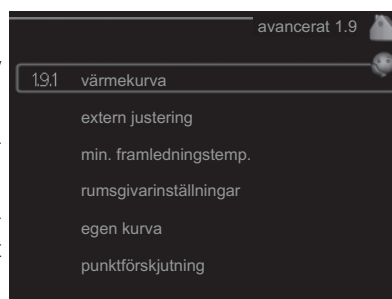 avancerat 1.9
1.9.1 värmekurva
extern justering
min. framledningstemp.
rumsgivarinställningar
egen kurva
punktförskjutning